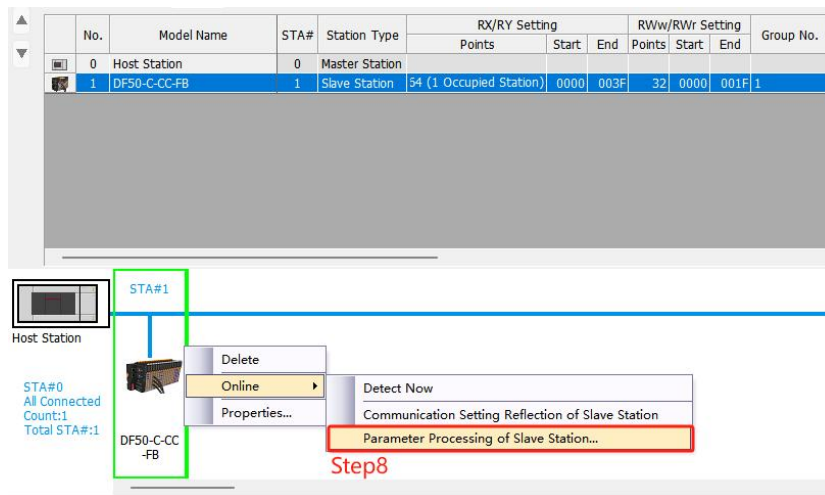 No. Model Name STA# Station Type RX/RY Setting RWw/RWr Setting Group No.
Points Start End Points Start End
0 Host Station 0 Master Station
1 DF50-C-CC-FB 1 Slave Station 54 (1 Occupied Station) 0000 003F 32 0000 001F 1
STA#1
Host Station
STA#0
All Connected
Count:1
Total STA#:1
DF50-C-CC
-FB
Delete
Online
Properties...
Detect Now
Communication Setting Reflection of Slave Station
Parameter Processing of Slave Station...
Step8